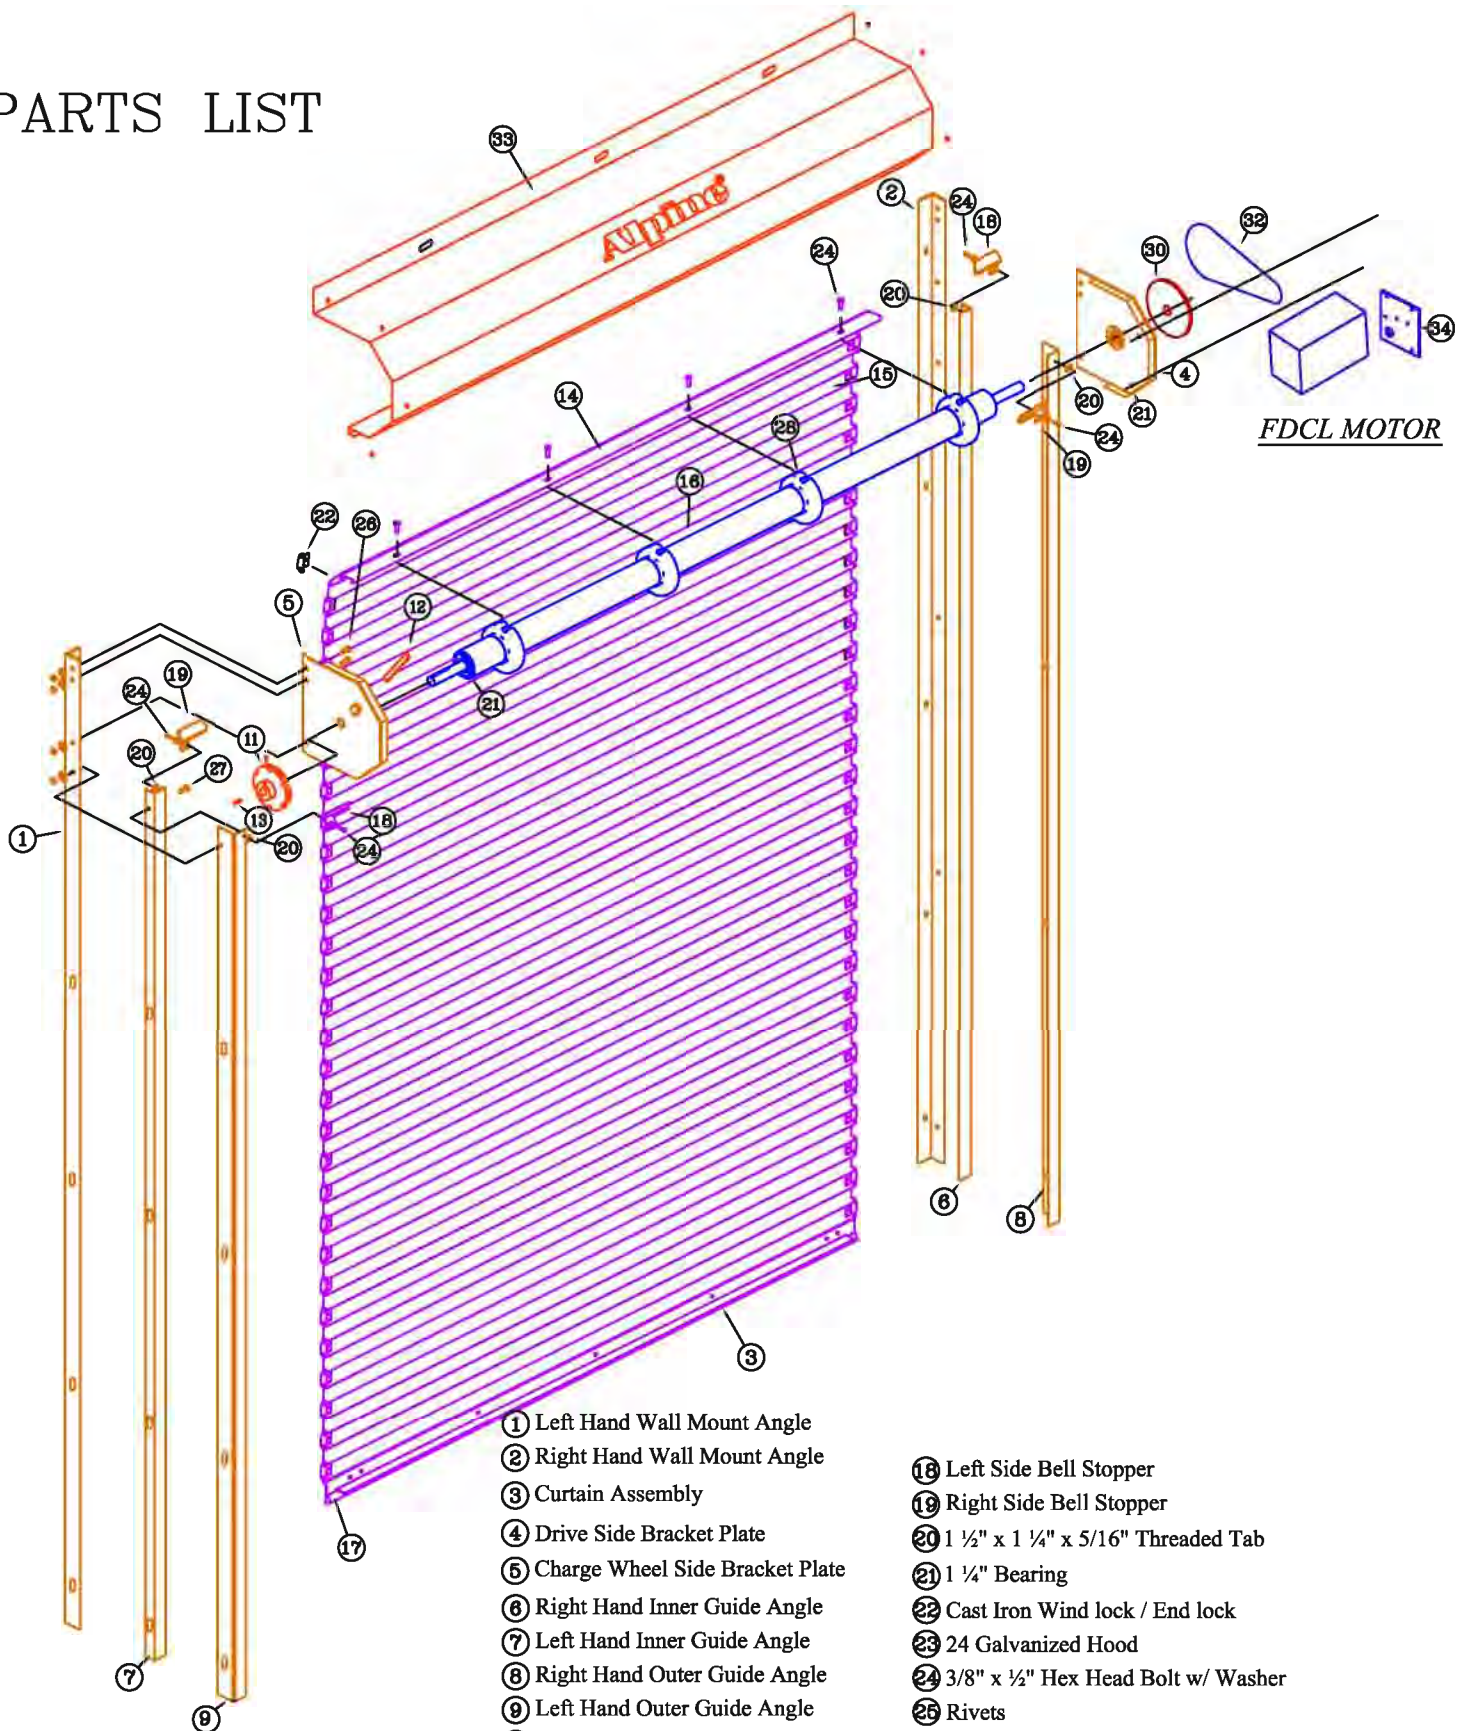 PARTS LIST
33
Alpine
2
24
18
32
30
24
20
34
15
4
20
21
14
FDCL MOTOR
24
28
19
16
22
26
5
12
19
24
21
11
20
27
13
18
1
20
24
6
8
3
17
7
9
1 Left Hand Wall Mount Angle
2 Right Hand Wall Mount Angle
3 Curtain Assembly
4 Drive Side Bracket Plate
5 Charge Wheel Side Bracket Plate
6 Right Hand Inner Guide Angle
7 Left Hand Inner Guide Angle
8 Right Hand Outer Guide Angle
9 Left Hand Outer Guide Angle
18 Left Side Bell Stopper
19 Right Side Bell Stopper
20 1 ½" x 1 ¼" x 5/16" Threaded Tab
21 1 ¼" Bearing
22 Cast Iron Wind lock / End lock
23 24 Galvanized Hood
24 3/8" x ½" Hex Head Bolt w/ Washer
25 Rivets